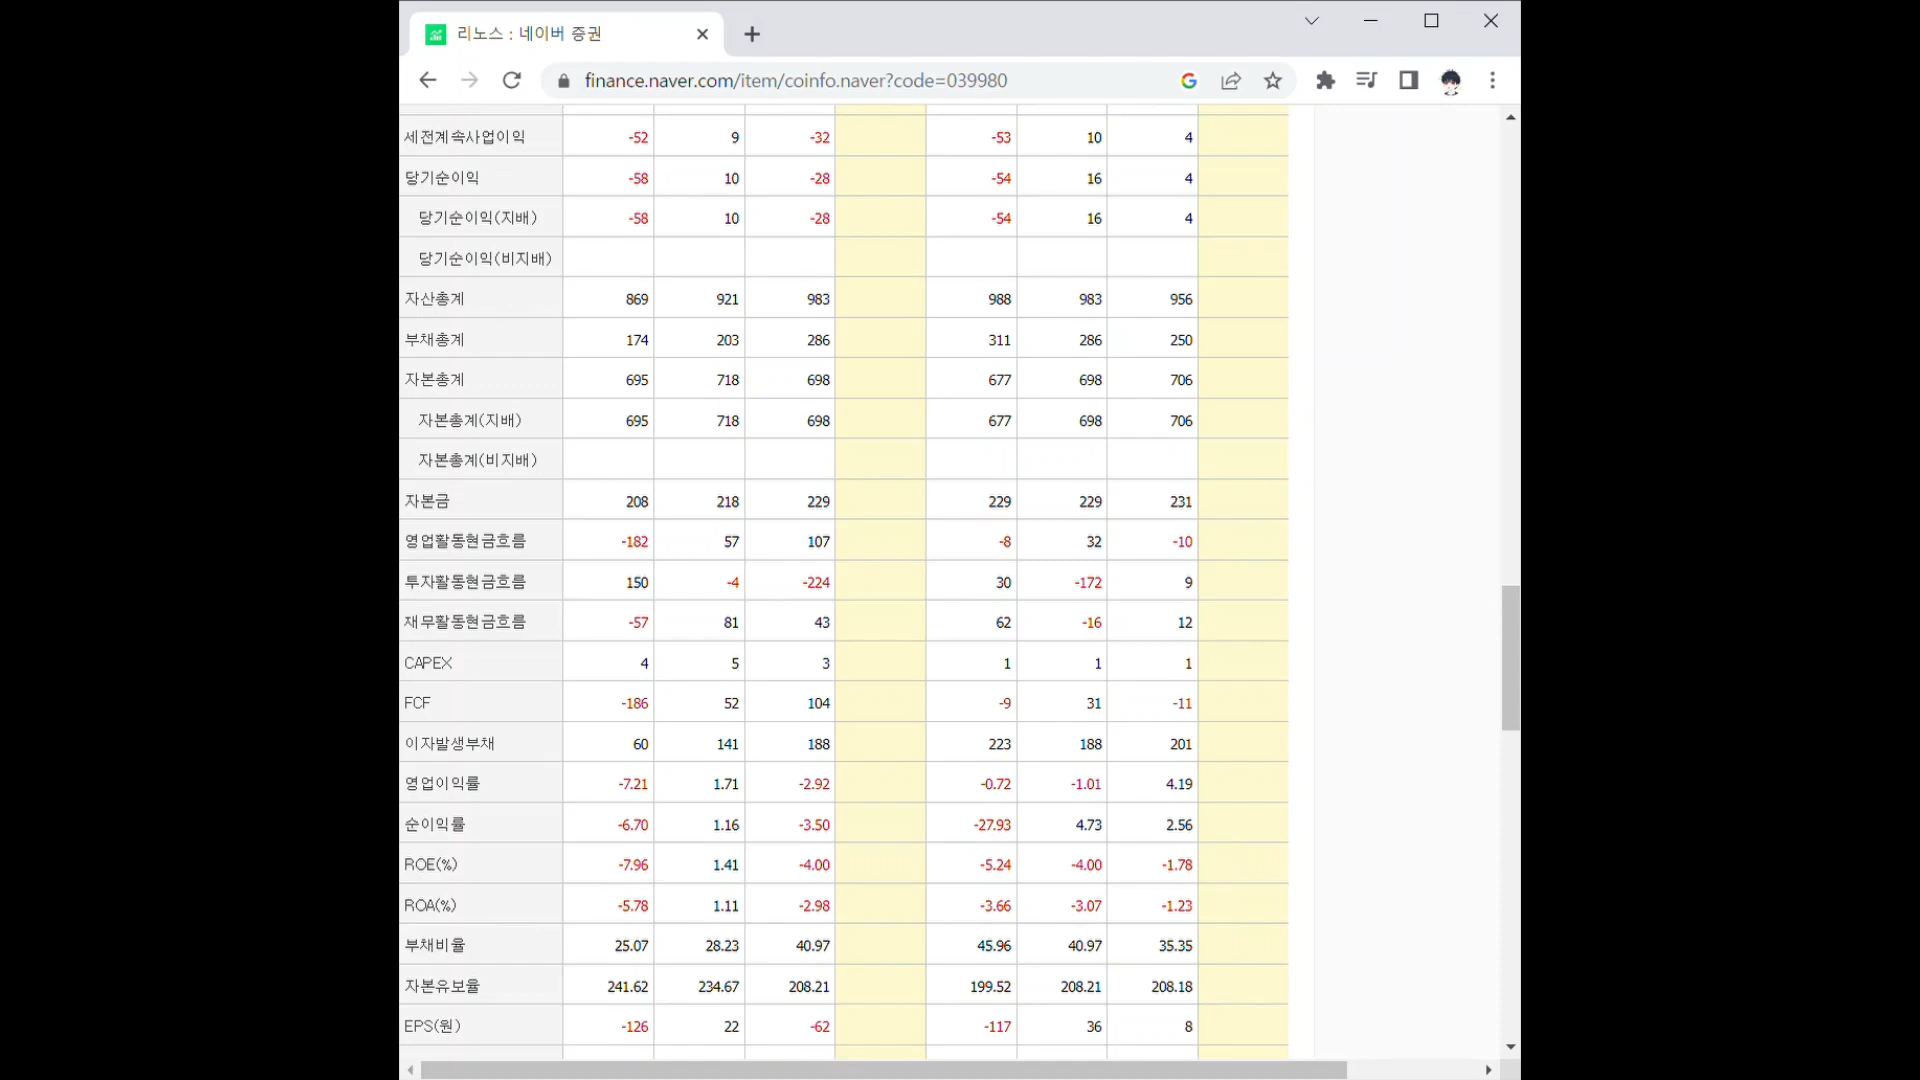 리노스 : 네이버 증권
finance.naver.com/item/coinfo.naver?code=039980
세전계속사업이익 -52 9 -32 -53 10 4
당기순이익 -58 10 -28 -54 16 4
당기순이익(지배) -58 10 -28 -54 16 4
당기순이익(비지배)
자산총계 869 921 983 988 983 956
부채총계 174 203 286 311 286 250
자본총계 695 718 698 677 698 706
자본총계(지배) 695 718 698 677 698 706
자본총계(비지배)
자본금 208 218 229 229 229 231
영업활동현금흐름 -182 57 107 -8 32 -10
투자활동현금흐름 150 -4 -224 30 -172 9
재무활동현금흐름 -57 81 43 62 -16 12
CAPEX 4 5 3 1 1 1
FCF -186 52 104 -9 31 -11
이자발생부채 60 141 188 223 188 201
영업이익률 -7.21 1.71 -2.92 -0.72 -1.01 4.19
순이익률 -6.70 1.16 -3.50 -27.93 4.73 2.56
ROE(%) -7.96 1.41 -4.00 -5.24 -4.00 -1.78
ROA(%) -5.78 1.11 -2.98 -3.66 -3.07 -1.23
부채비율 25.07 28.23 40.97 45.96 40.97 35.35
자본유보율 241.62 234.67 208.21 199.52 208.21 208.18
EPS(원) -126 22 -62 -117 36 8